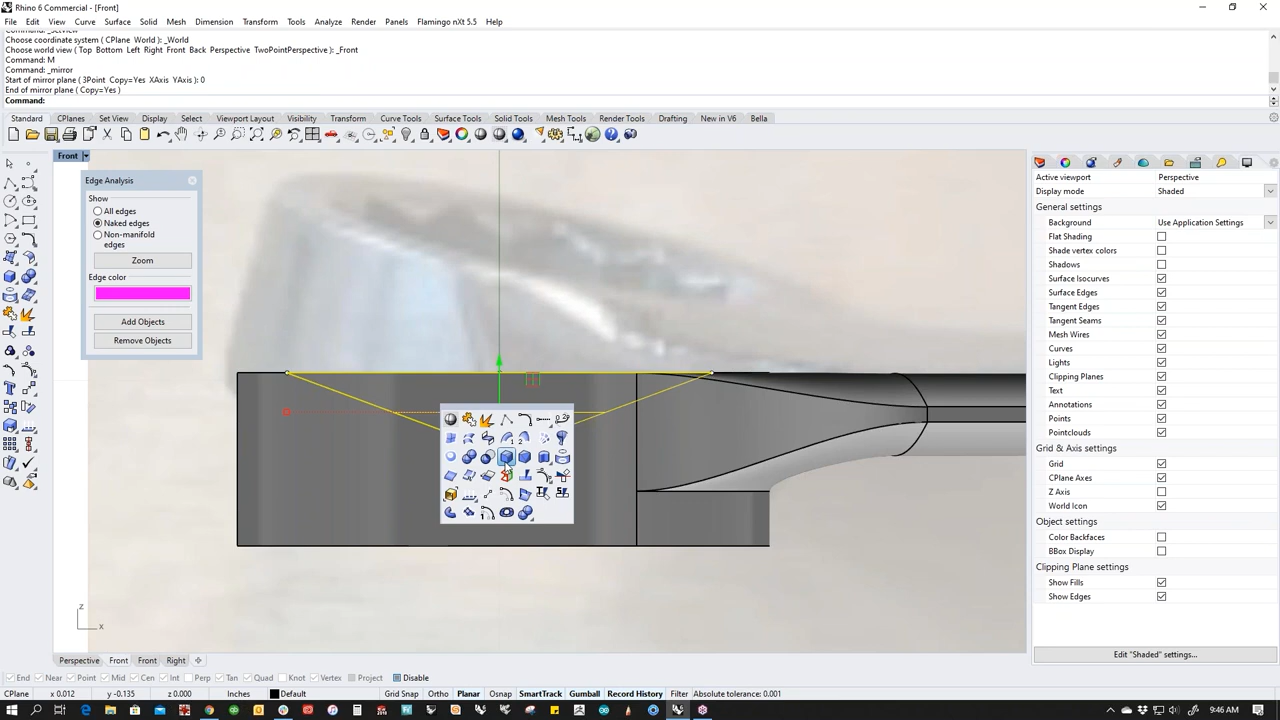 Rhino 6 Commercial - [Front]
File Edit View Curve Surface Solid Mesh Dimension Transform Tools Analyze Render Panels Flamingo nXt 5.5 Help
Choose coordinate system ( CPlane World ): _World
Choose world view ( Top Bottom Left Right Front Back Perspective TwoPointPerspective ): _Front
Command: M
Command: _mirror
Start of mirror plane ( 3Point Copy=Yes XAxis YAxis ): 0
End of mirror plane ( Copy=Yes )
Command:
Standard CPlanes Set View Display Select Viewport Layout Visibility Transform Curve Tools Surface Tools Solid Tools Mesh Tools Render Tools Drafting New in V6 Bella
Front
Edge Analysis
Show
All edges
Naked edges
Non-manifold
edges
Zoom
Edge color
Add Objects
Remove Objects
z
x
Active viewport Perspective
Display mode Shaded
General settings
Background Use Application Settings
Flat Shading
Shade vertex colors
Shadows
Surface Isocurves
Surface Edges
Tangent Edges
Tangent Seams
Mesh Wires
Curves
Lights
Clipping Planes
Text
Annotations
Points
Pointclouds
Grid & Axis settings
Grid
CPlane Axes
Z Axis
World Icon
Object settings
Color Backfaces
BBox Display
Clipping Plane settings
Show Fills
Show Edges
Edit "Shaded" settings...
Perspective Front Front Right
End Near Point Mid Cen Int Perp Tan Quad Knot Vertex Project Disable
CPlane x 0.012 y -0.135 z 0.000 Inches Default Grid Snap Ortho Planar Osnap SmartTrack Gumball Record History Filter Absolute tolerance: 0.001
9:46 AM